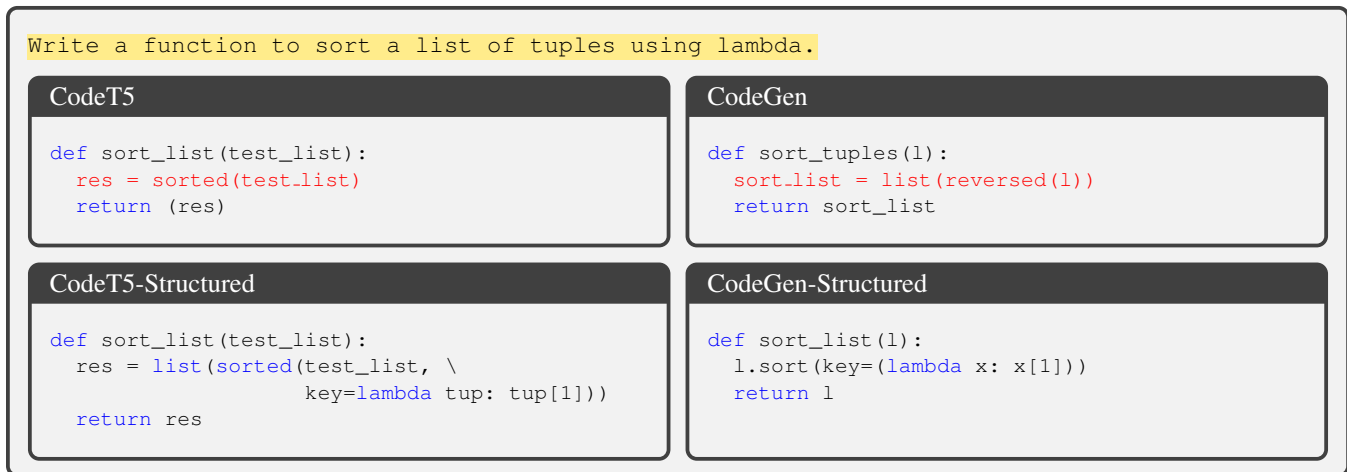 Write a function to sort a list of tuples using lambda.
CodeT5
def sort_list(test_list):
  res = sorted(test_list)
  return (res)
CodeGen
def sort_tuples(l):
  sort_list = list(reversed(l))
  return sort_list
CodeT5-Structured
def sort_list(test_list):
  res = list(sorted(test_list, \
                    key=lambda tup: tup[1]))
  return res
CodeGen-Structured
def sort_list(l):
  l.sort(key=(lambda x: x[1]))
  return l